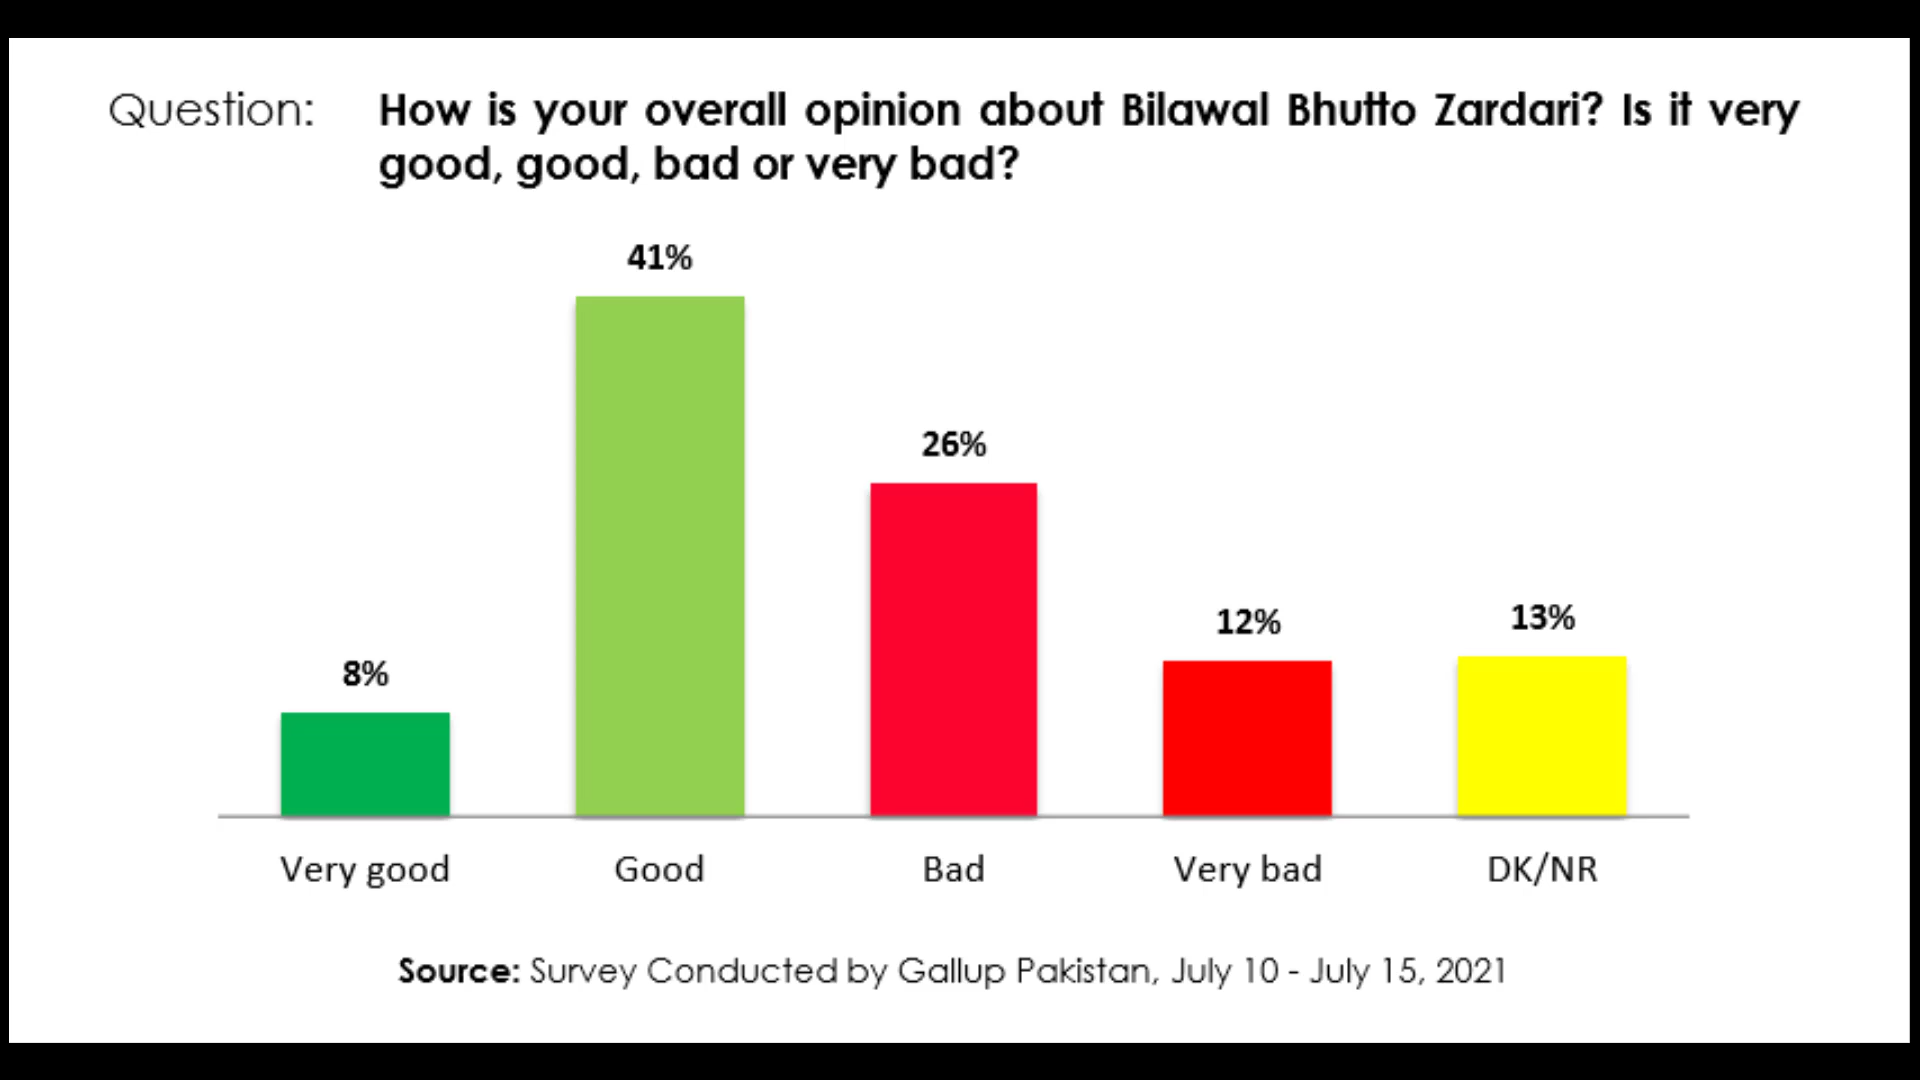 Question: How is your overall opinion about Bilawal Bhutto Zardari? Is it very
good, good, bad or very bad?
41%
26%
13%
12%
8%
Very good Good Bad Very bad DK/NR
Source: Survey Conducted by Gallup Pakistan, July 10 - July 15, 2021